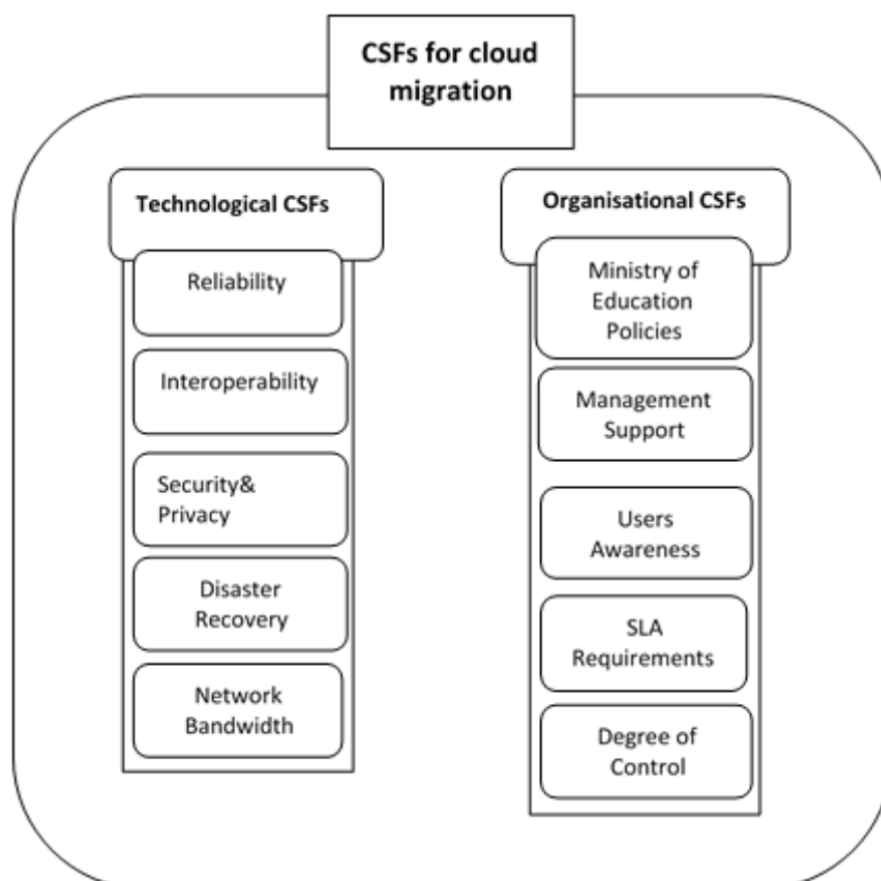 CSFs for cloud
migration
Technological CSFs
Reliability
Interoperability
Security&
Privacy
Disaster
Recovery
Network
Bandwidth
Organisational CSFs
Ministry of
Education
Policies
Management
Support
Users
Awareness
SLA
Requirements
Degree of
Control